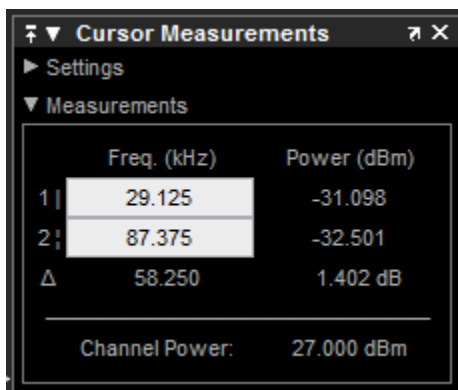 Cursor Measurements
Settings
Measurements
Freq. (kHz) Power (dBm)
1 | 29.125 -31.098
2 ¦ 87.375 -32.501
Δ 58.250 1.402 dB
Channel Power: 27.000 dBm